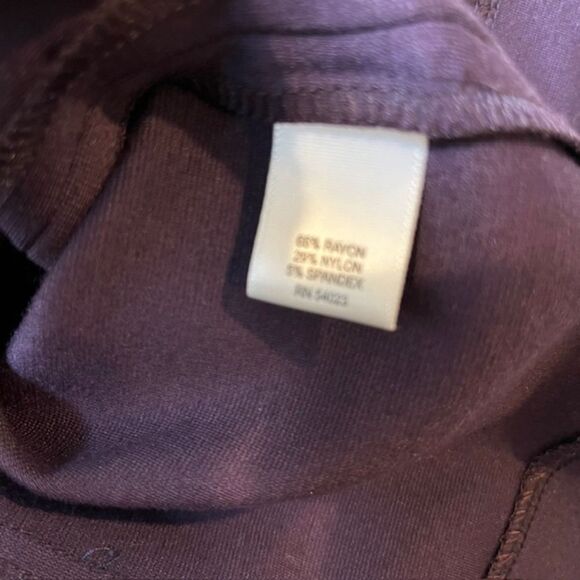 66% RAYON
29% NYLON
5% SPANDEX
RN 54023